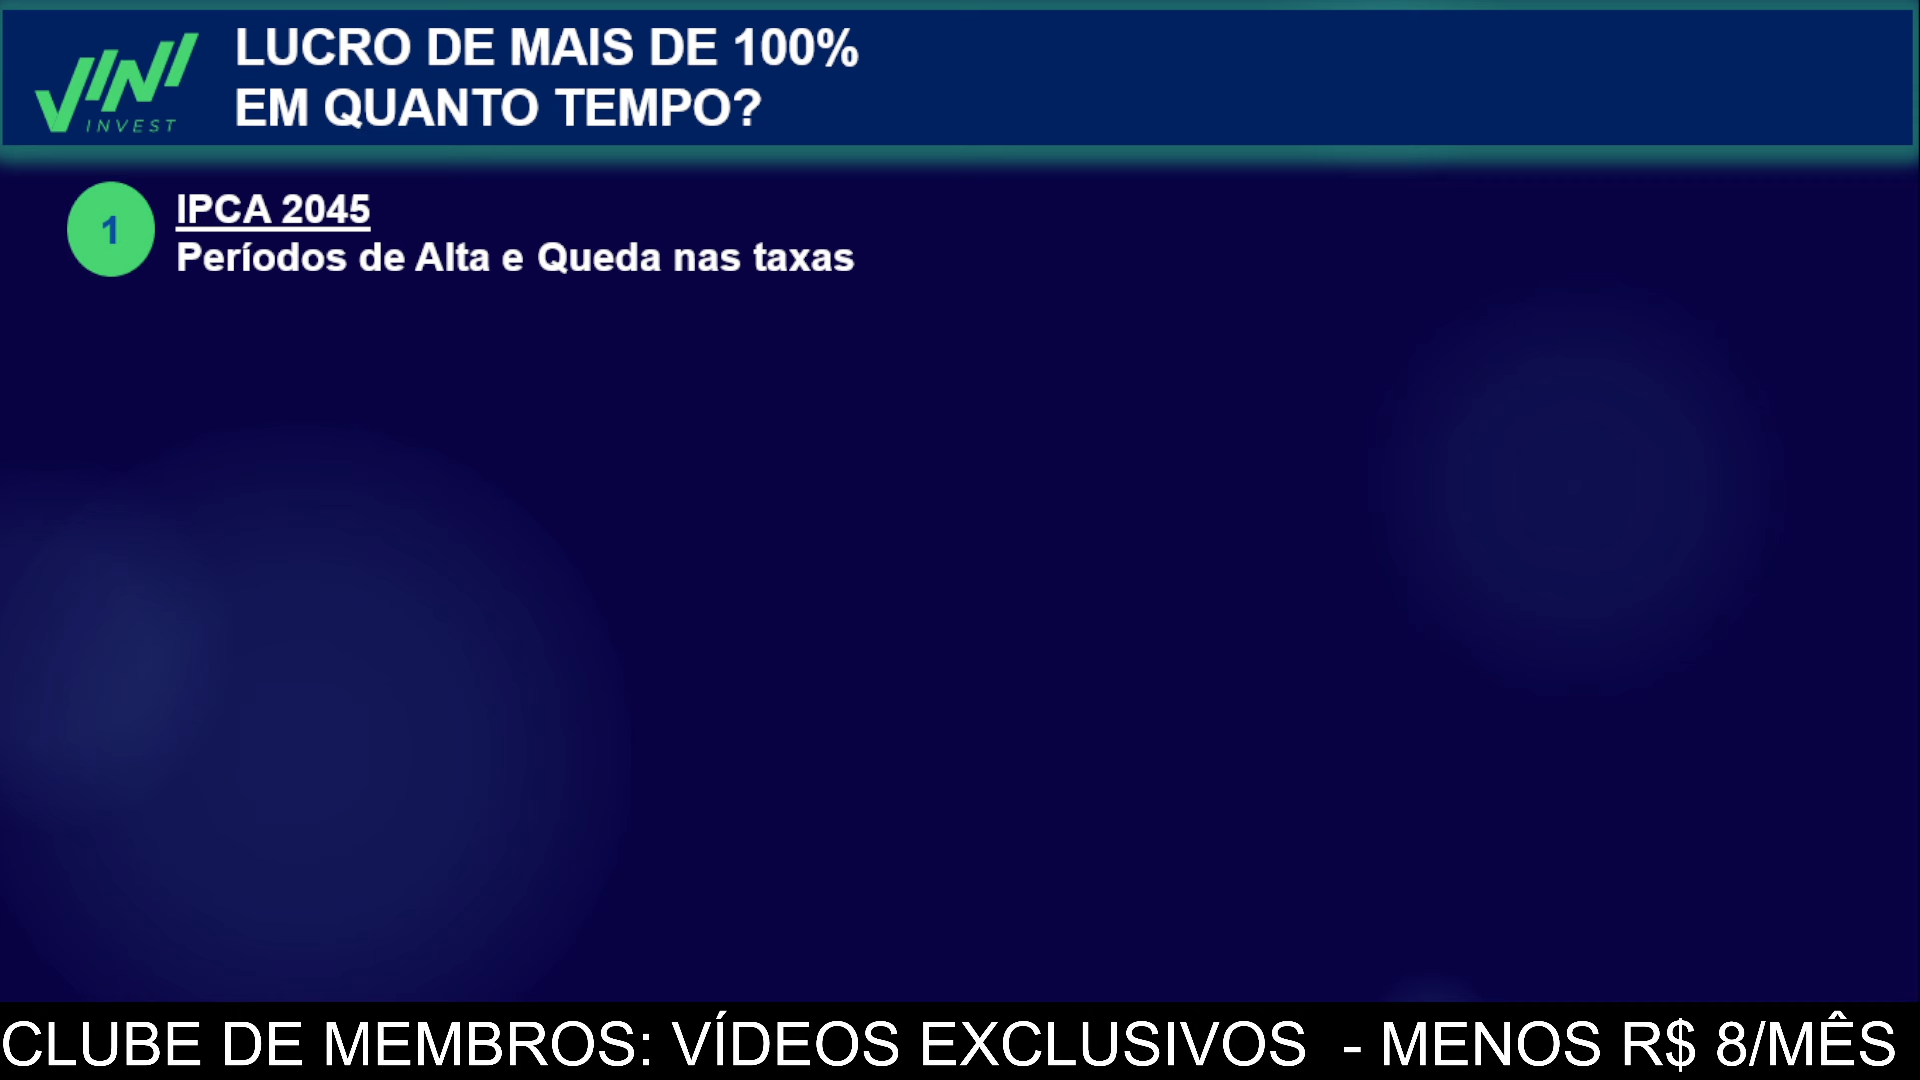 VINI
INVEST
LUCRO DE MAIS DE 100%
EM QUANTO TEMPO?
1
IPCA 2045
Períodos de Alta e Queda nas taxas
CLUBE DE MEMBROS: VÍDEOS EXCLUSIVOS - MENOS R$ 8/MÊS